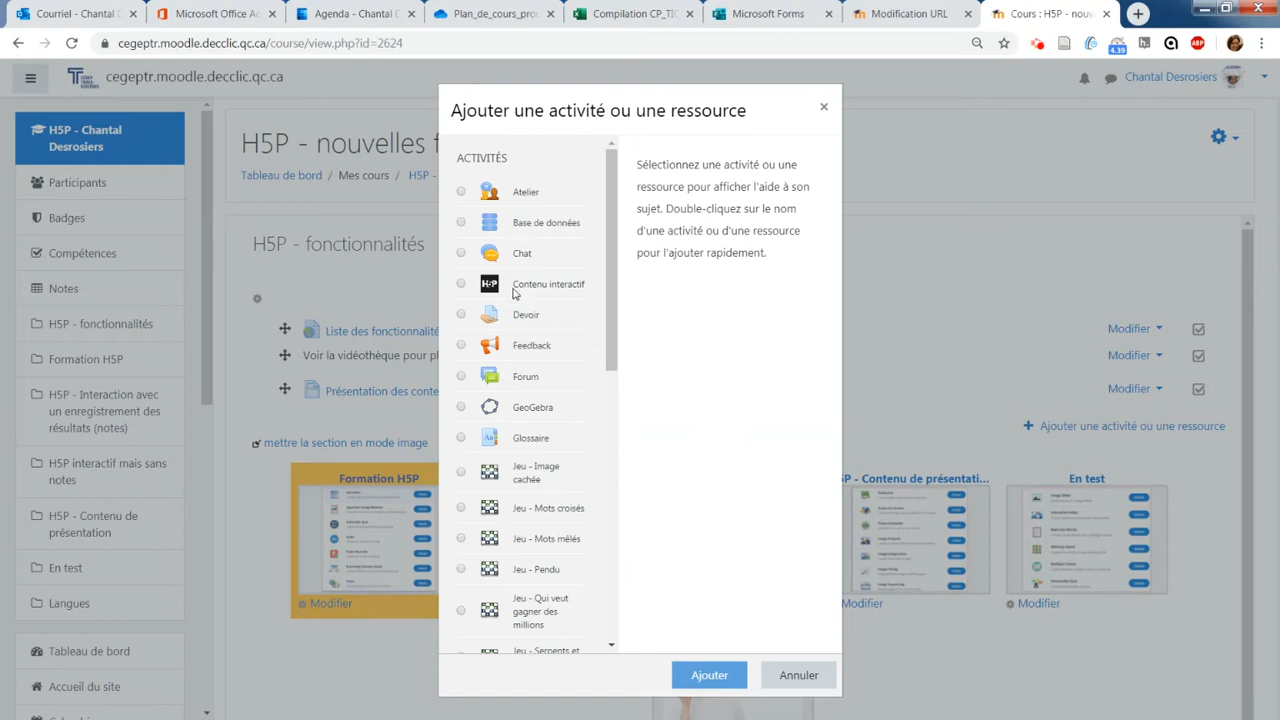 Courriel - Chantal D
Microsoft Office Ac
Agenda - Chantal D
Plan_de_cours_proc
Compilation CP_TIC
Microsoft Forms
Modification URL
Cours : H5P - nouv
cegeptr.moodle.decclic.qc.ca/course/view.php?id=2624
4.39
ABP
cegeptr.moodle.decclic.qc.ca
Chantal Desrosiers
H5P - Chantal
Desrosiers
Participants
Badges
Compétences
Notes
H5P - fonctionnalités
Formation H5P
H5P - Interaction avec
un enregistrement des
résultats (notes)
H5P interactif mais sans
notes
H5P - Contenu de
présentation
En test
Langues
Tableau de bord
Accueil du site
H5P - nouvelles f
Tableau de bord / Mes cours / H5P -
H5P - fonctionnalités
Liste des fonctionnalité
Voir la vidéothèque pour pl
Présentation des conte
mettre la section en mode image
Formation H5P
Modifier
Ajouter une activité ou une ressource
×
ACTIVITÉS
Atelier
Base de données
Chat
H5P
Contenu interactif
Devoir
Feedback
Forum
GeoGebra
Glossaire
Jeu - Image
cachée
Jeu - Mots croisés
Jeu - Mots mêlés
Jeu - Pendu
Jeu - Qui veut
gagner des
millions
Jeu - Serpents et
Sélectionnez une activité ou une
ressource pour afficher l'aide à son
sujet. Double-cliquez sur le nom
d'une activité ou d'une ressource
pour l'ajouter rapidement.
Ajouter
Annuler
Modifier
Modifier
Modifier
Ajouter une activité ou une ressource
5P - Contenu de présentati...
Modifier
En test
Modifier